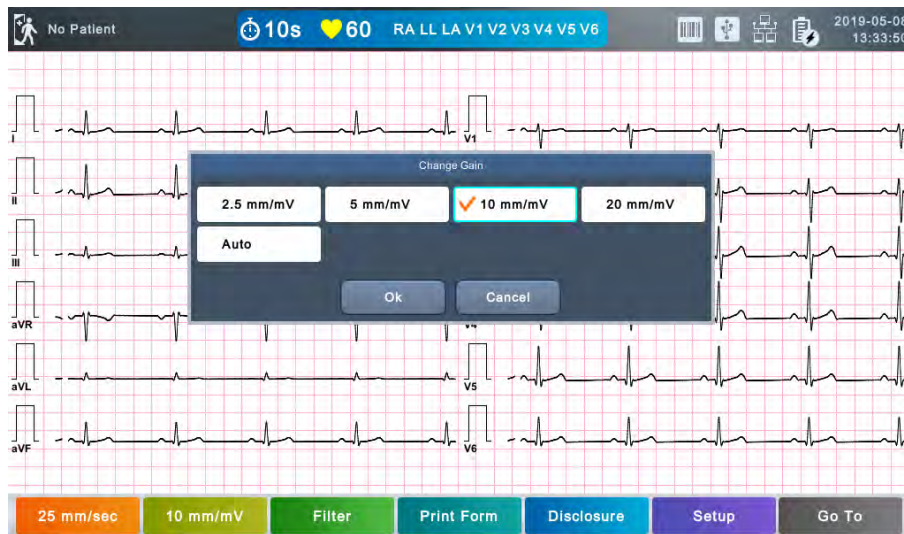 No Patient
10s
60
RA LL LA V1 V2 V3 V4 V5 V6
2019-05-08
13:33:50
I
V1
Change Gain
2.5 mm/mV
5 mm/mV
10 mm/mV
20 mm/mV
Auto
Ok
Cancel
II
III
aVR
V4
aVL
V5
aVF
V6
25 mm/sec
10 mm/mV
Filter
Print Form
Disclosure
Setup
Go To